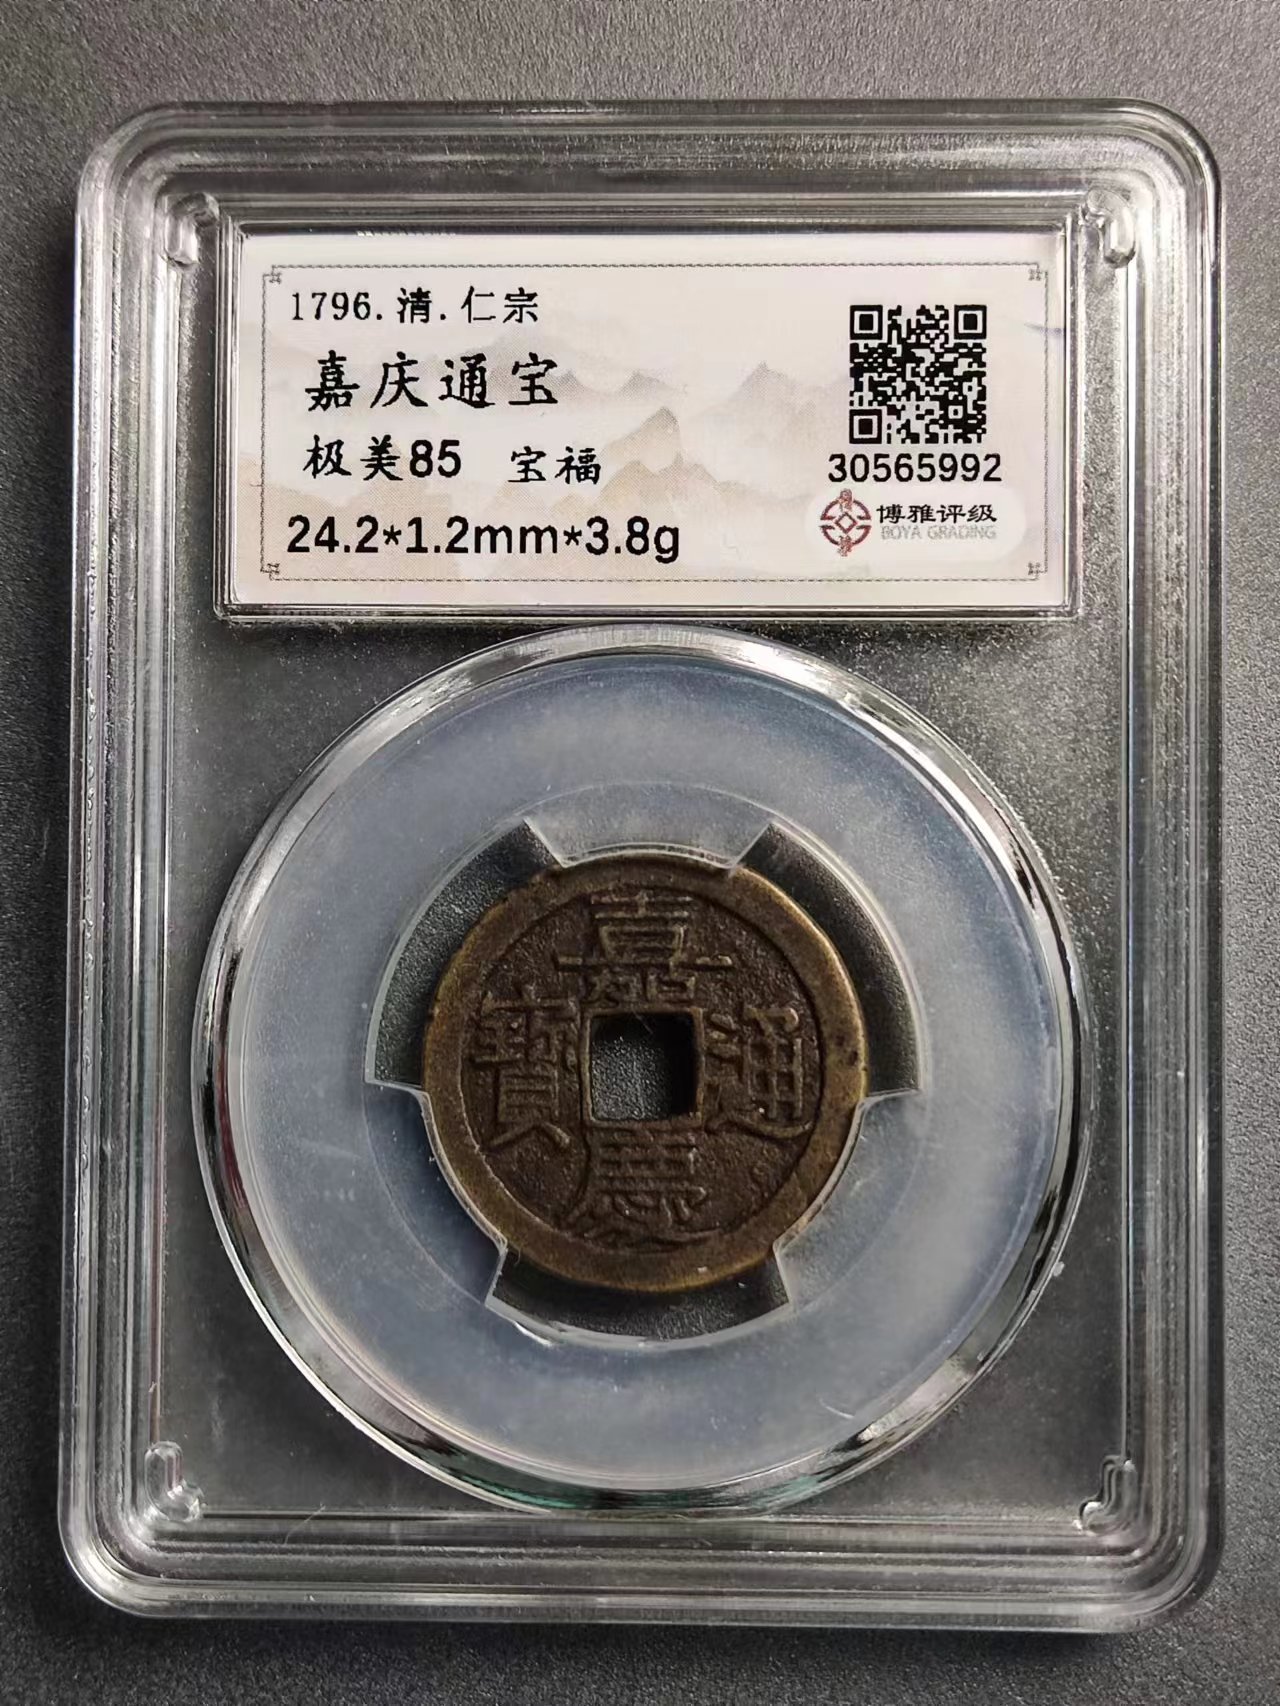 1796.清.仁宗
嘉庆通宝
极美85 宝福
24.2*1.2mm*3.8g
30565992
博雅评级
BOYA GRADING
嘉慶通寶